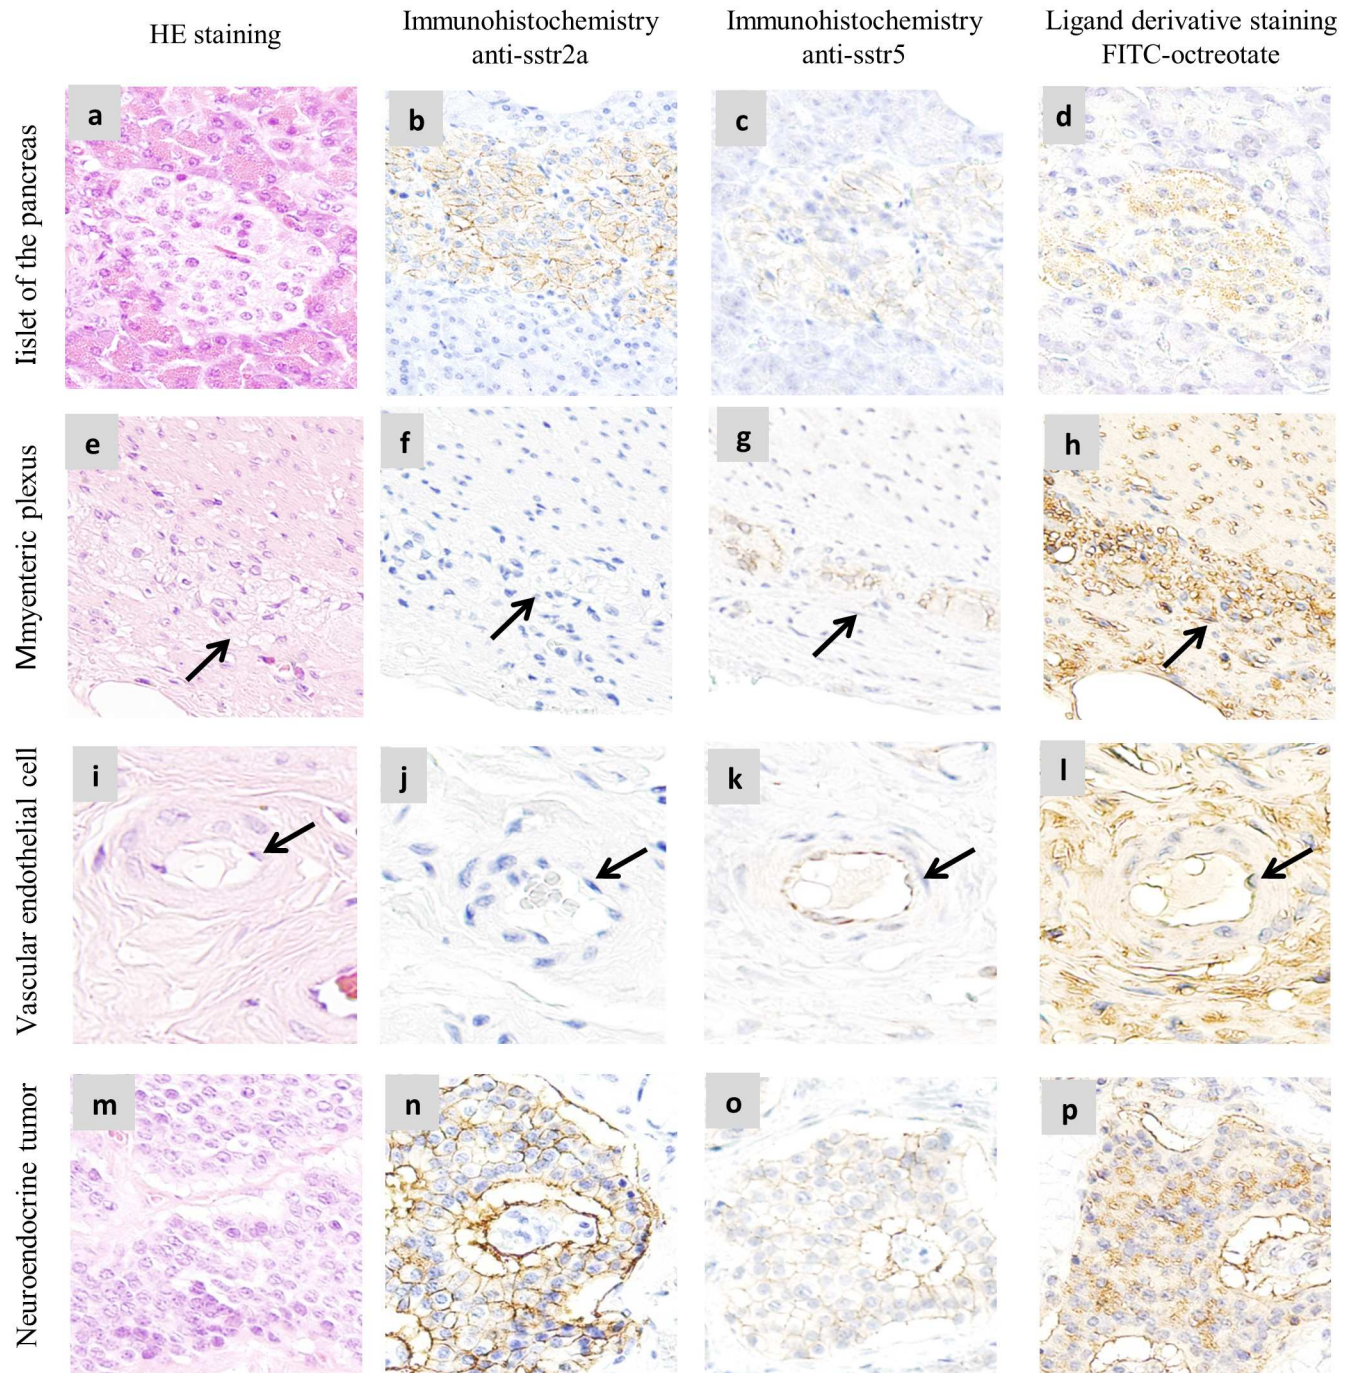 HE staining
Immunohistochemistry
anti-sstr2a
Immunohistochemistry
anti-sstr5
Ligand derivative staining
FITC-octreotate
Iislet of the pancreas
a
b
c
d
Mmyenteric plexus
e
f
g
h
Vascular endothelial cell
i
j
k
l
Neuroendocrine tumor
m
n
o
p